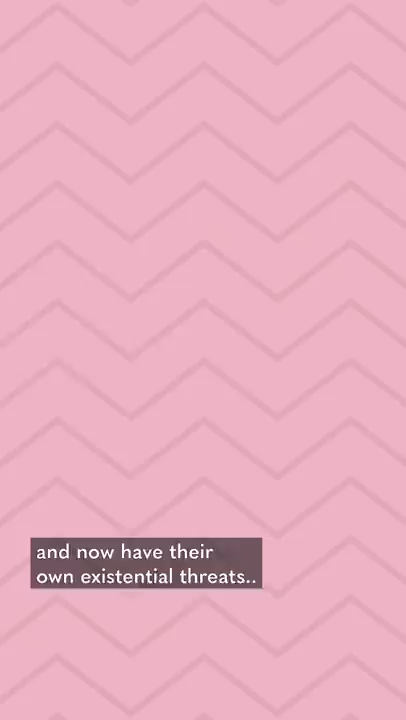 and now have their
own existential threats..